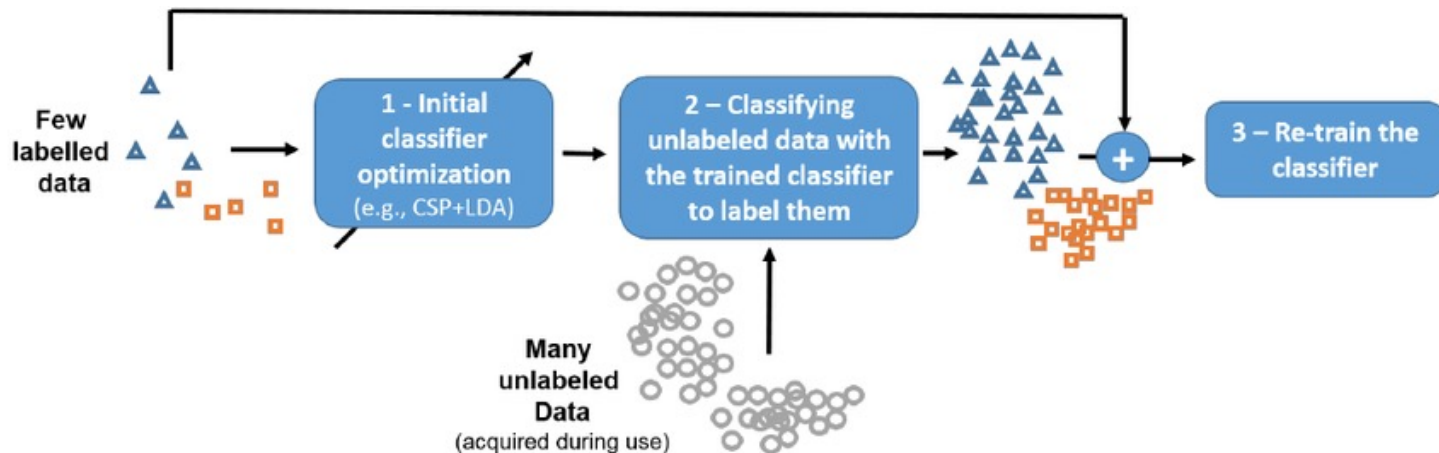 Few
labelled
data
1 - Initial
classifier
optimization
(e.g., CSP+LDA)
2 – Classifying
unlabeled data with
the trained classifier
to label them
+
3 – Re-train the
classifier
Many
unlabeled
Data
(acquired during use)